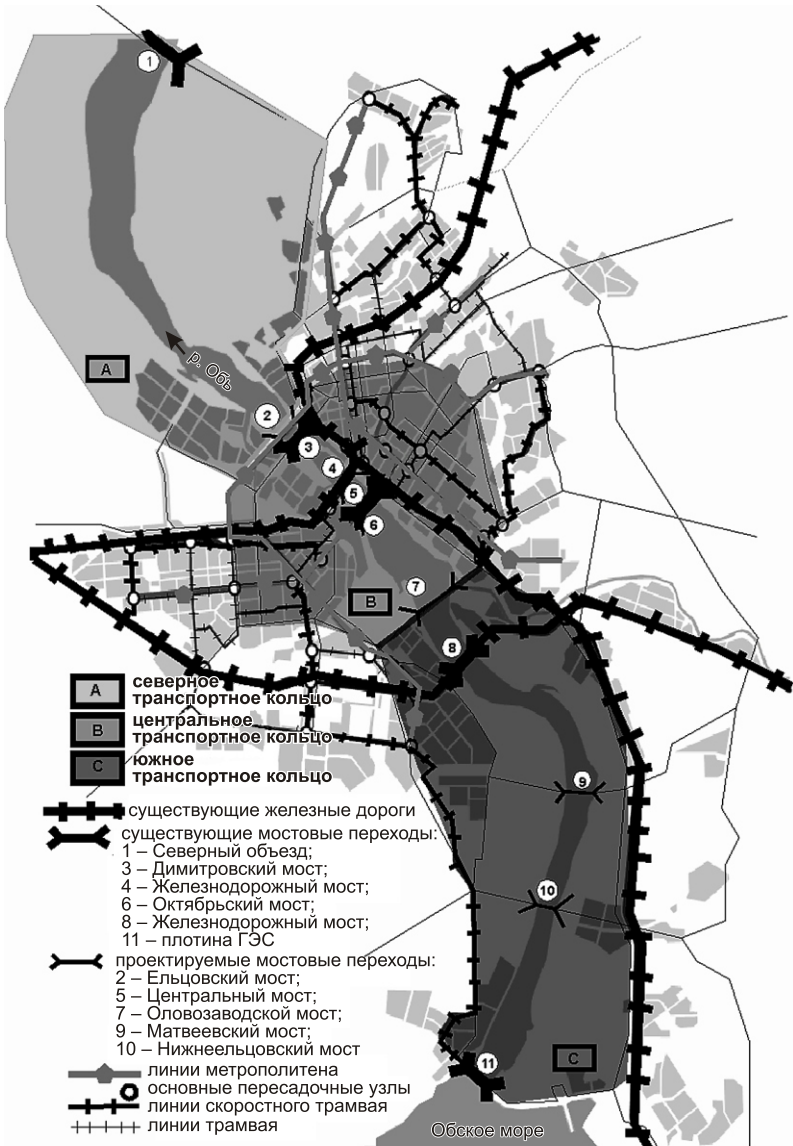 1
A
р. Обь
2
3
4
5
6
7
B
8
A северное
транспортное кольцо
B центральное
транспортное кольцо
C южное
транспортное кольцо
9
существующие железные дороги
существующие мостовые переходы:
1 – Северный объезд;
3 – Димитровский мост;
4 – Железнодорожный мост;
6 – Октябрьский мост;
8 – Железнодорожный мост;
11 – плотина ГЭС
10
проектируемые мостовые переходы:
2 – Ельцовский мост;
5 – Центральный мост;
7 – Оловозаводской мост;
9 – Матвеевский мост;
10 – Нижнеельцовский мост
11
C
линии метрополитена
основные пересадочные узлы
линии скоростного трамвая
линии трамвая
Обское море